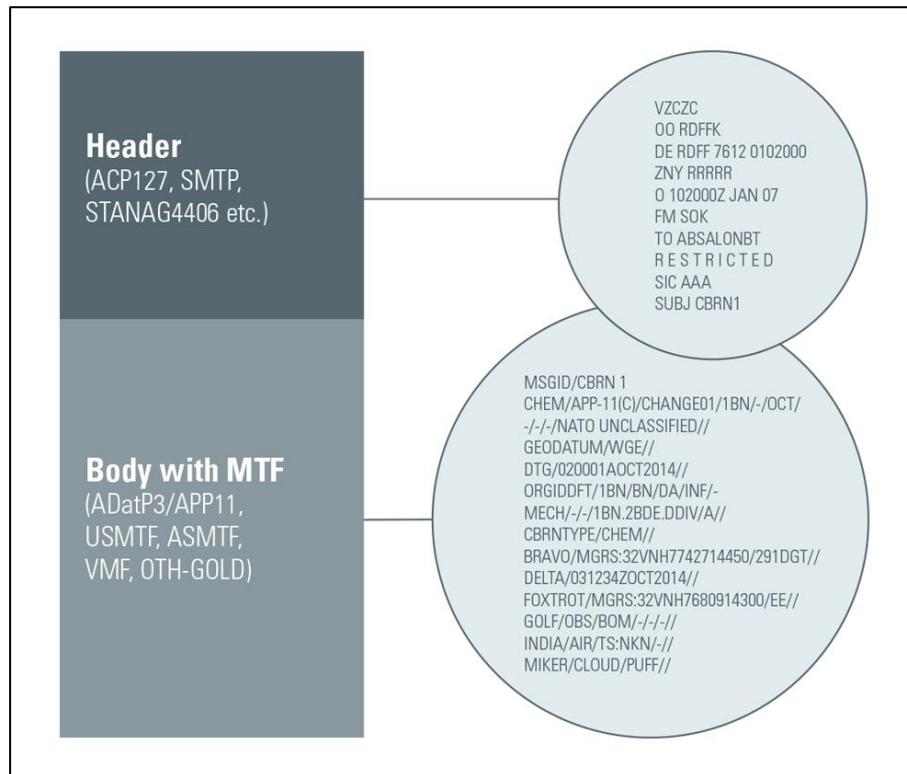 Header
(ACP127, SMTP,
STANAG4406 etc.)
VZCZC
OO RDFFK
DE RDFF 7612 0102000
ZNY RRRRR
O 102000Z JAN 07
FM SOK
TO ABSALONBT
R E S T R I C T E D
SIC AAA
SUBJ CBRN1
Body with MTF
(ADatP3/APP11,
USMTF, ASMTF,
VMF, OTH-GOLD)
MSGID/CBRN 1
CHEM/APP-11(C)/CHANGE01/1BN/-/OCT/
-/-/-/NATO UNCLASSIFIED//
GEODATUM/WGE//
DTG/020001AOCT2014//
ORGIDDFT/1BN/BN/DA/INF/-
MECH/-/-/1BN.2BDE.DDIV/A//
CBRNTYPE/CHEM//
BRAVO/MGRS:32VNH7742714450/291DGT//
DELTA/031234ZOCT2014//
FOXTROT/MGRS:32VNH7680914300/EE//
GOLF/OBS/BOM/-/-/-//
INDIA/AIR/TS:NKN/-//
MIKER/CLOUD/PUFF//